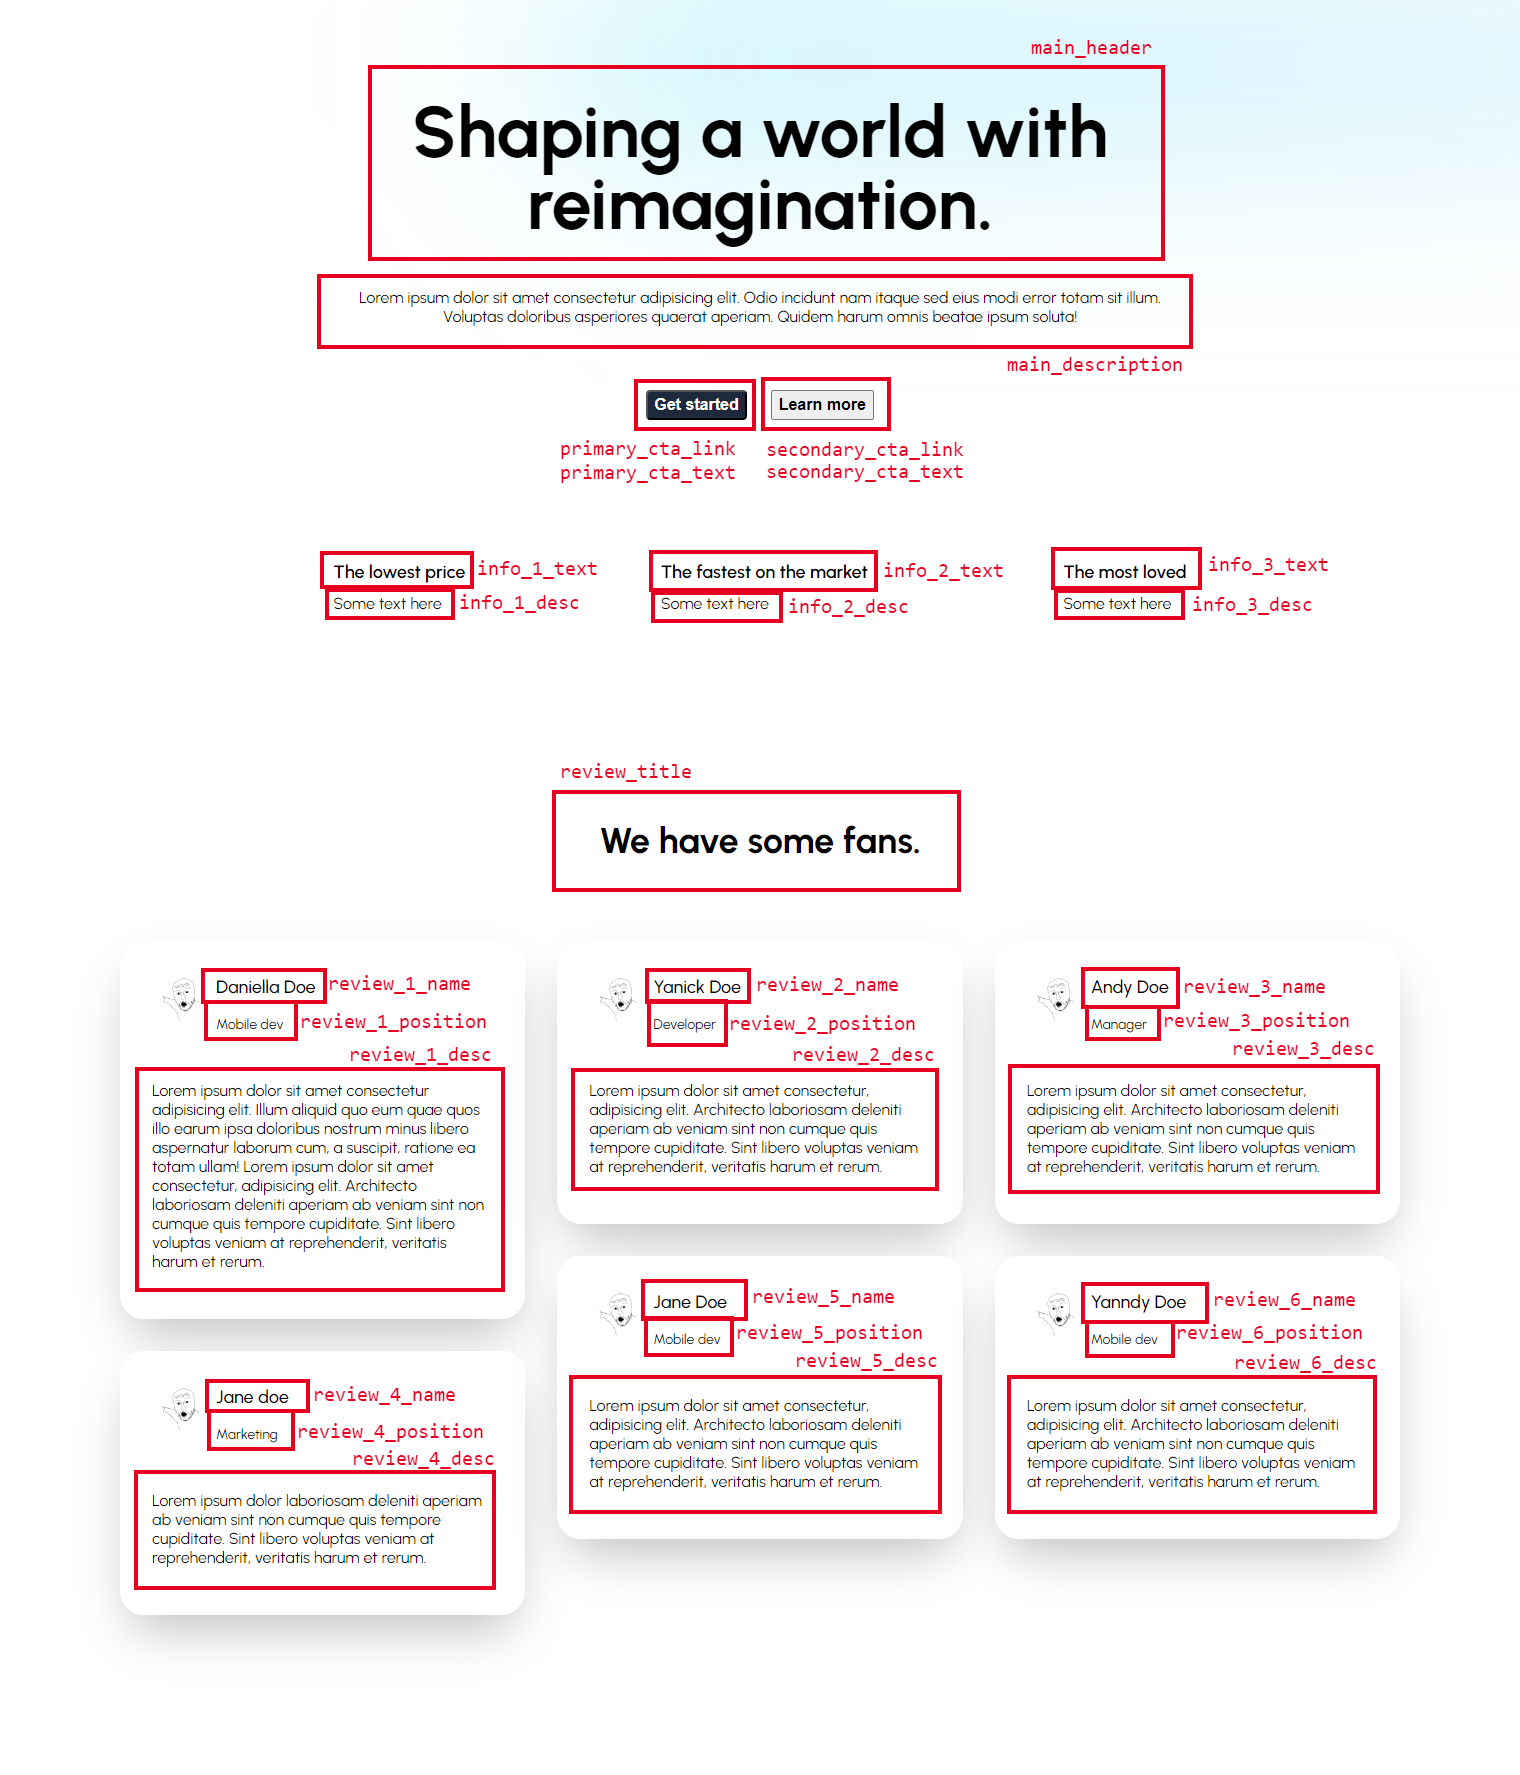 main_header
Shaping a world with
reimagination.
Lorem ipsum dolor sit amet consectetur adipisicing elit. Odio incidunt nam itaque sed eius modi error totam sit illum.
Voluptas doloribus asperiores quaerat aperiam. Quidem harum omnis beatae ipsum soluta!
main_description
Get started
Learn more
primary_cta_link
primary_cta_text
secondary_cta_link
secondary_cta_text
The lowest price
info_1_text
Some text here
info_1_desc
The fastest on the market
info_2_text
Some text here
info_2_desc
The most loved
info_3_text
Some text here
info_3_desc
review_title
We have some fans.
Daniella Doe
review_1_name
Mobile dev
review_1_position
review_1_desc
Lorem ipsum dolor sit amet consectetur
adipisicing elit. Illum aliquid quo eum quae quos
illo earum ipsa doloribus nostrum minus libero
aspernatur laborum cum, a suscipit, ratione ea
totam ullam! Lorem ipsum dolor sit amet
consectetur, adipisicing elit. Architecto
laboriosam deleniti aperiam ab veniam sint non
cumque quis tempore cupiditate. Sint libero
voluptas veniam at reprehenderit, veritatis
harum et rerum.
Yanick Doe
review_2_name
Developer
review_2_position
review_2_desc
Lorem ipsum dolor sit amet consectetur,
adipisicing elit. Architecto laboriosam deleniti
aperiam ab veniam sint non cumque quis
tempore cupiditate. Sint libero voluptas veniam
at reprehenderit, veritatis harum et rerum.
Andy Doe
review_3_name
Manager
review_3_position
review_3_desc
Lorem ipsum dolor sit amet consectetur,
adipisicing elit. Architecto laboriosam deleniti
aperiam ab veniam sint non cumque quis
tempore cupiditate. Sint libero voluptas veniam
at reprehenderit, veritatis harum et rerum.
Jane doe
review_4_name
Marketing
review_4_position
review_4_desc
Lorem ipsum dolor laboriosam deleniti aperiam
ab veniam sint non cumque quis tempore
cupiditate. Sint libero voluptas veniam at
reprehenderit, veritatis harum et rerum.
Jane Doe
review_5_name
Mobile dev
review_5_position
review_5_desc
Lorem ipsum dolor sit amet consectetur,
adipisicing elit. Architecto laboriosam deleniti
aperiam ab veniam sint non cumque quis
tempore cupiditate. Sint libero voluptas veniam
at reprehenderit, veritatis harum et rerum.
Yanndy Doe
review_6_name
Mobile dev
review_6_position
review_6_desc
Lorem ipsum dolor sit amet consectetur,
adipisicing elit. Architecto laboriosam deleniti
aperiam ab veniam sint non cumque quis
tempore cupiditate. Sint libero voluptas veniam
at reprehenderit, veritatis harum et rerum.